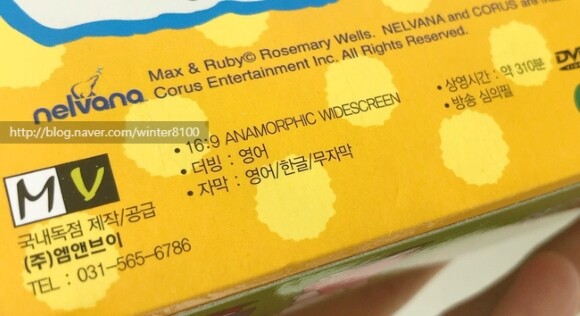 Max & Ruby© Rosemary Wells. NELVANA and CORUS are
nelvana
Corus Entertainment Inc. All Rights Reserved.
DV
http://blog.naver.com/winter8100
• 16:9 ANAMORPHIC WIDESCREEN
• 상영시간 : 약 310분
• 더빙 : 영어
• 방송 심의필
• 자막 : 영어/한글/무자막
MV
국내독점 제작/공급
(주)엠앤브이
TEL : 031-565-6786